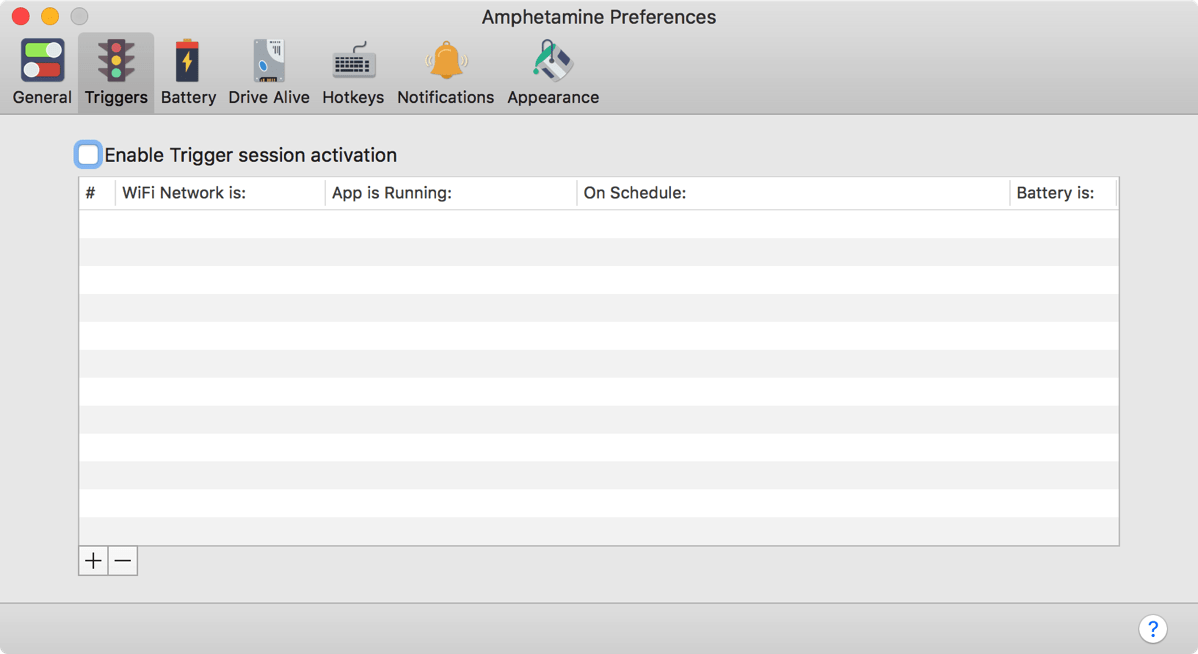 Amphetamine Preferences
General Triggers Battery Drive Alive Hotkeys Notifications Appearance
Enable Trigger session activation
# WiFi Network is: App is Running: On Schedule: Battery is:
+ −
?